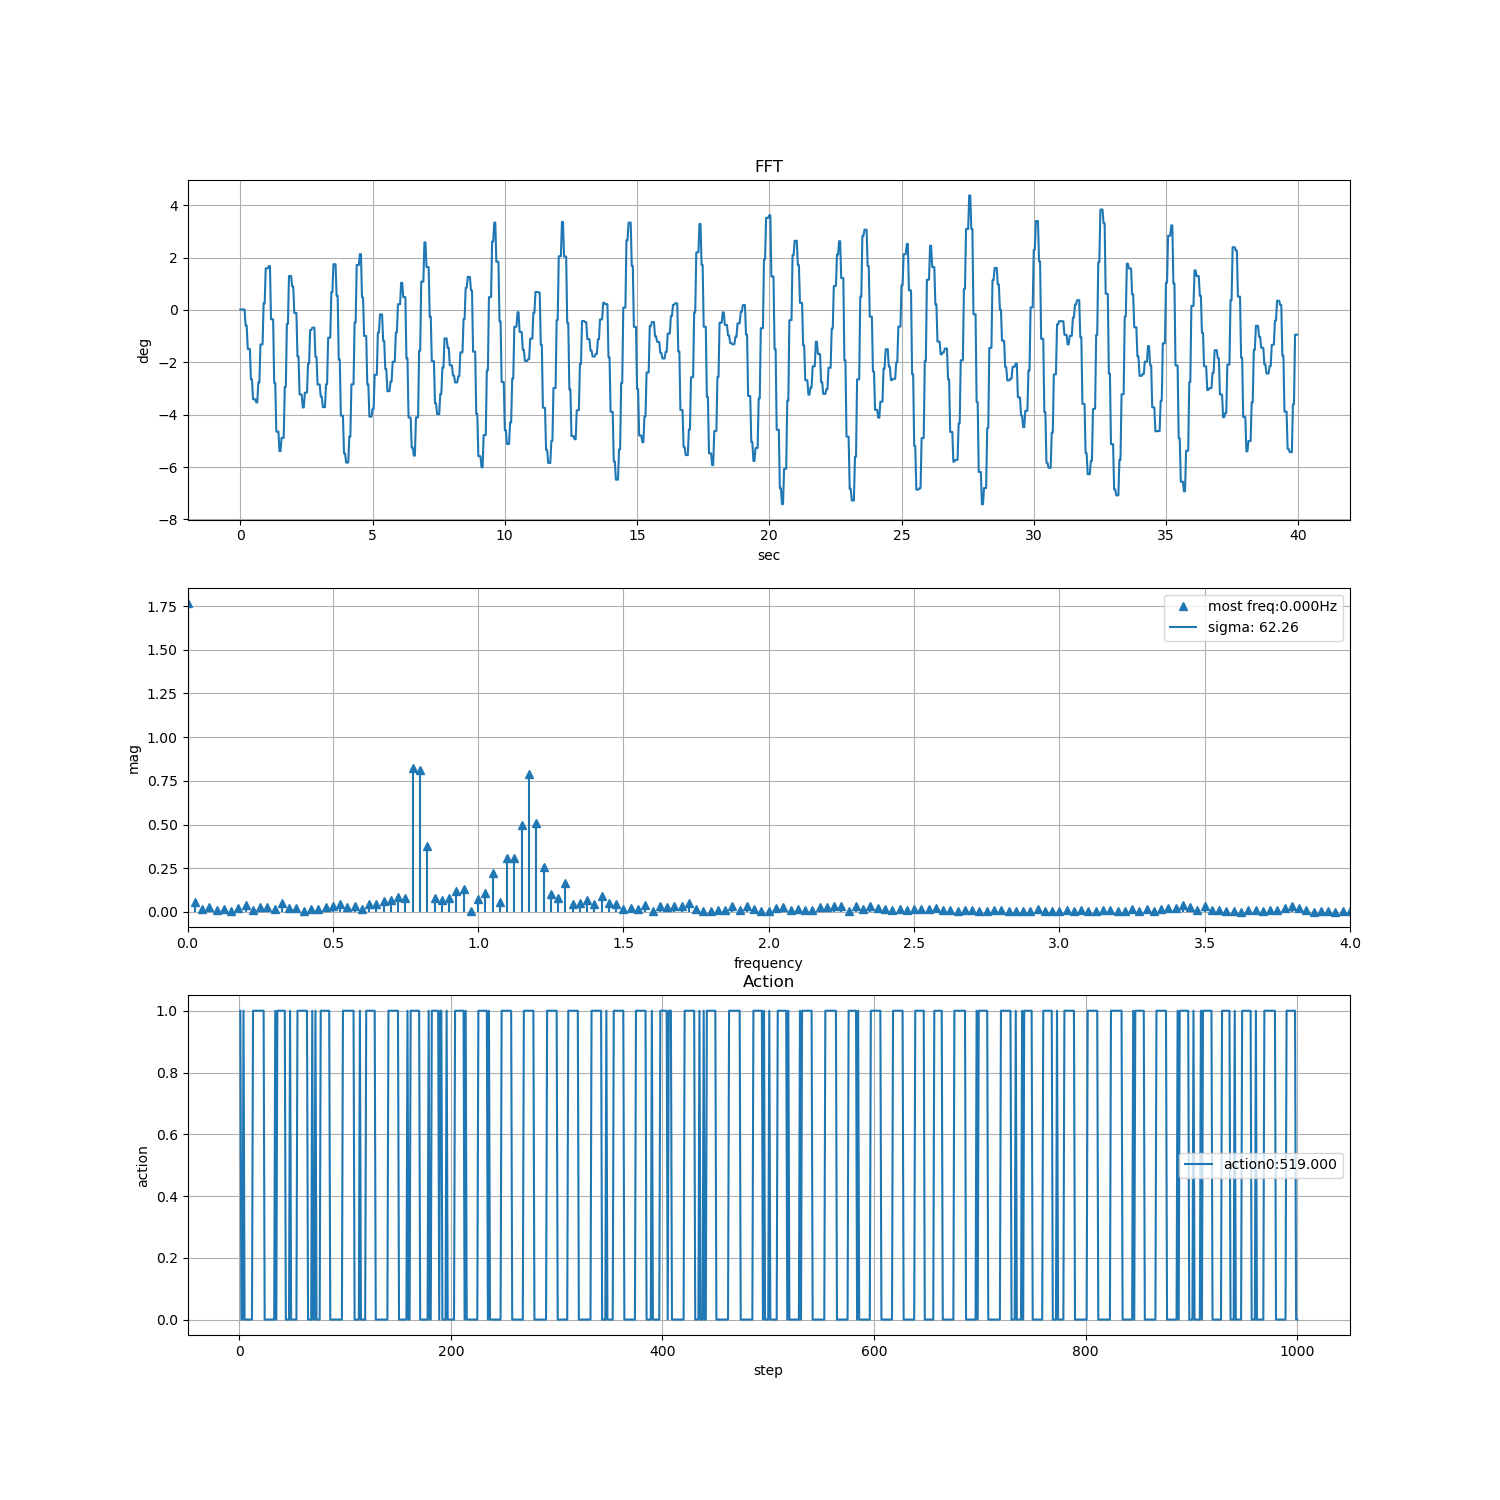 FFT
4
2
0
−2
−4
−6
−8
deg
0 5 10 15 20 25 30 35 40
sec
1.75
1.50
1.25
1.00
0.75
0.50
0.25
0.00
mag
most freq:0.000Hz
sigma: 62.26
0.0 0.5 1.0 1.5 2.0 2.5 3.0 3.5 4.0
frequency
Action
1.0
0.8
0.6
0.4
0.2
0.0
action
action0:519.000
0 200 400 600 800 1000
step